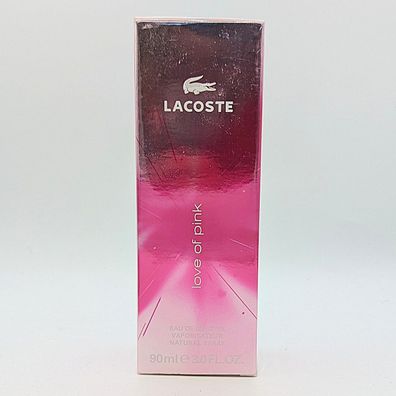 LACOSTE
love of pink
EAU DE TOILETTE
VAPORISATEUR
NATURAL SPRAY
90ml e 3.0 FL.OZ.